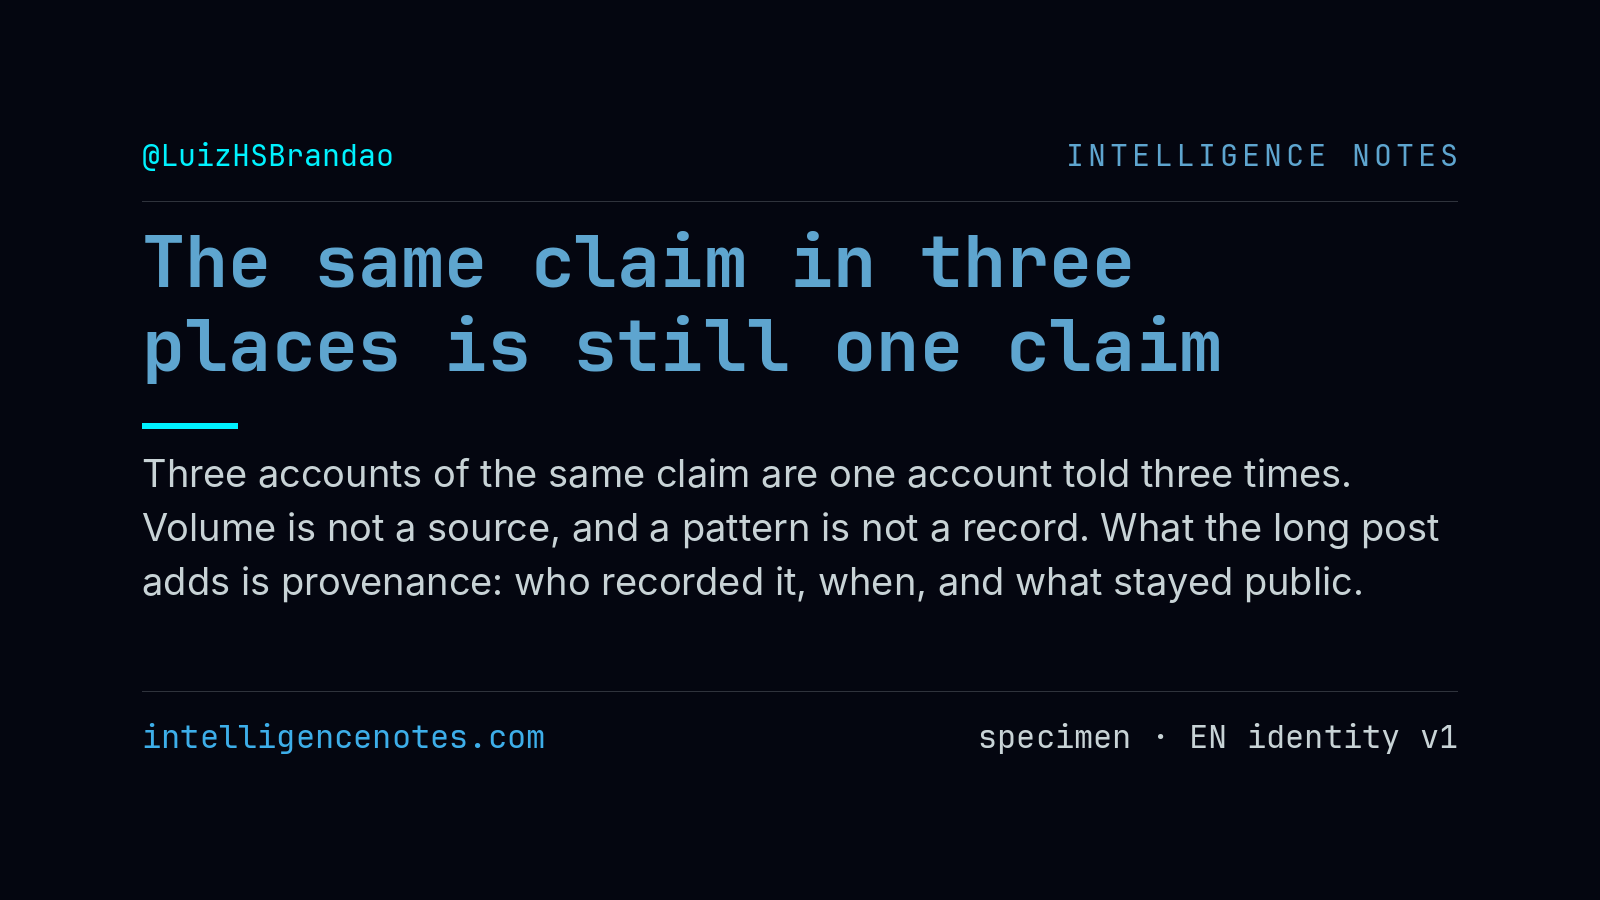 @LuizHSBrandao
INTELLIGENCE NOTES
The same claim in three
places is still one claim
Three accounts of the same claim are one account told three times.
Volume is not a source, and a pattern is not a record. What the long post
adds is provenance: who recorded it, when, and what stayed public.
intelligencenotes.com
specimen · EN identity v1